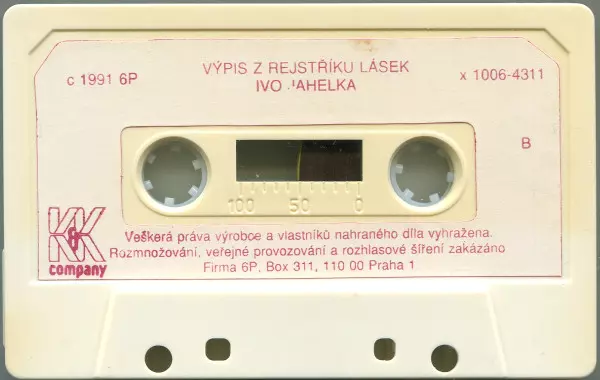 c 1991 6P
VÝPIS Z REJSTŘÍKU LÁSEK
x 1006-4311
IVO JAHELKA
B
100 50 0
K&K
company
Veškerá práva výrobce a vlastníků nahraného díla vyhražena.
Rozmnožování, veřejné provozování a rozhlasové šíření zakázáno
Firma 6P, Box 311, 110 00 Praha 1